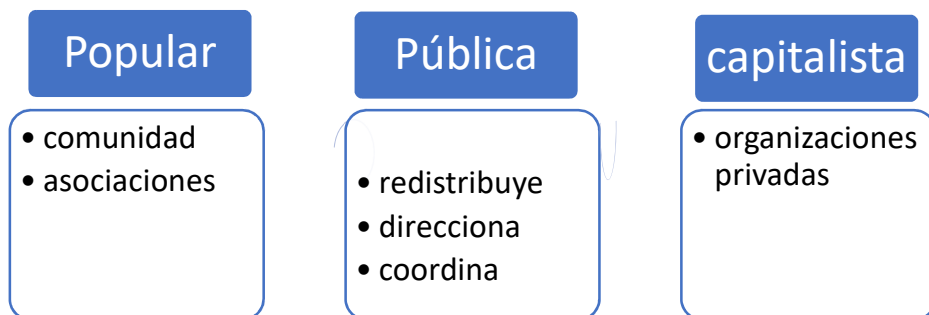 Popular
• comunidad
• asociaciones
Pública
• redistribuye
• direcciona
• coordina
capitalista
• organizaciones
privadas